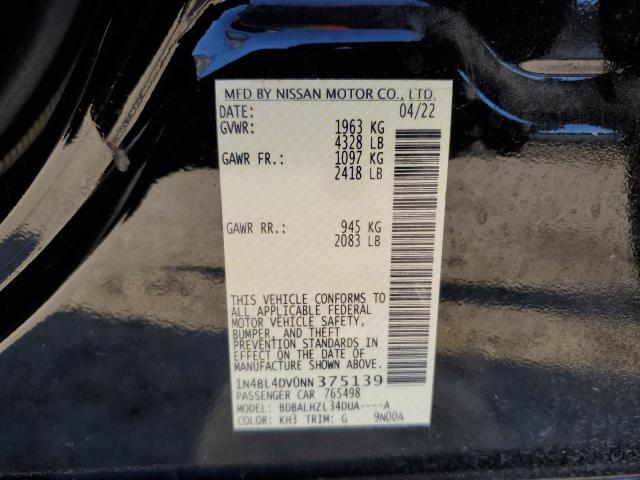 MFD BY NISSAN MOTOR CO., LTD.
DATE: 04/22
GVWR: 1963 KG
4328 LB
GAWR FR.: 1097 KG
2418 LB
GAWR RR.: 945 KG
2083 LB
THIS VEHICLE CONFORMS TO
ALL APPLICABLE FEDERAL
MOTOR VEHICLE SAFETY,
BUMPER, AND THEFT
PREVENTION STANDARDS IN
EFFECT ON THE DATE OF
MANUFACTURE SHOWN ABOVE.
1N4BL4DV0NN375139
PASSENGER CAR 765498
MODEL: BDBALHZL34DUA----A
COLOR: KH3 TRIM: G 9N00A